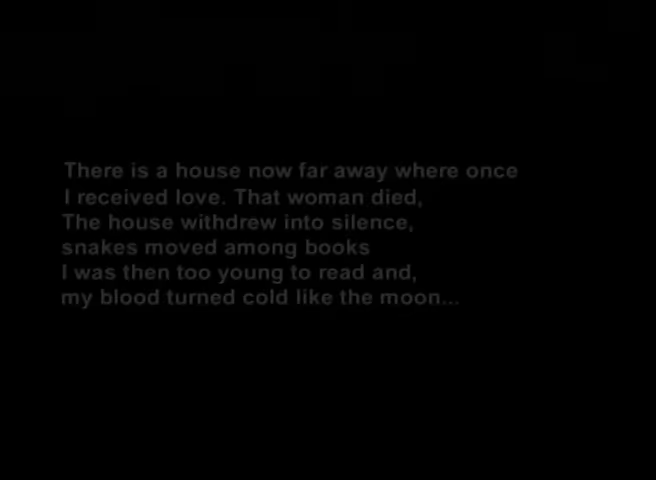 There is a house now far away where once
I received love. That woman died,
The house withdrew into silence,
snakes moved among books
I was then too young to read and,
my blood turned cold like the moon...